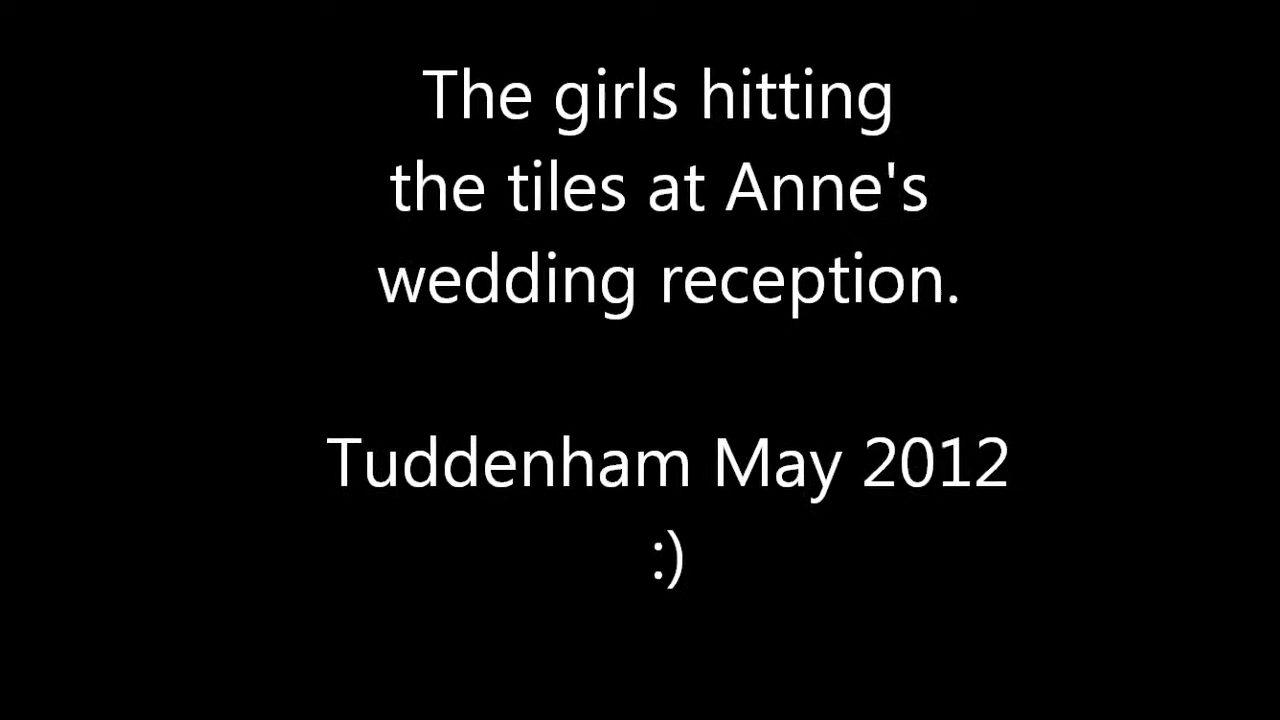 The girls hitting
the tiles at Anne's
wedding reception.
Tuddenham May 2012
:)